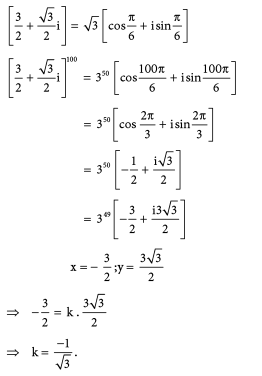 [3/2 + √3/2 i] = √3 [cos π/6 + i sin π/6]
[3/2 + √3/2 i]^100 = 3^50 [cos 100π/6 + i sin 100π/6]
= 3^50 [cos 2π/3 + i sin 2π/3]
= 3^50 [-1/2 + i√3/2]
= 3^49 [-3/2 + i3√3/2]
x = - 3/2 ; y = 3√3/2
⇒ -3/2 = k . 3√3/2
⇒ k = -1/√3 .